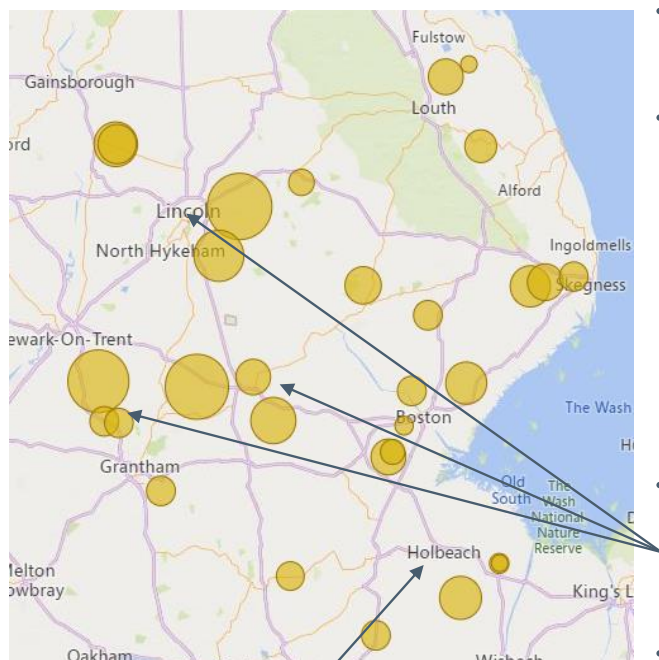 Fulstow
Gainsborough
Louth
ord
Alford
Lincoln
Ingoldmells
North Hykeham
Skegness
ewark-On-Trent
The Wash
Boston
Grantham
Old
South
The
Wash
National
Nature
Reserve
Holbeach
Melton
owbray
King's L
Oakham
Wisbech